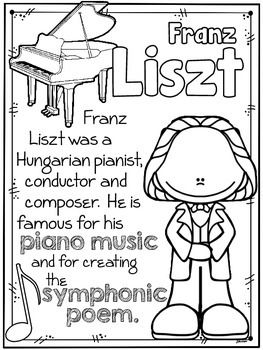 Franz
Liszt
Franz
Liszt was a
Hungarian pianist,
conductor and
composer. He is
famous for his
piano music
and for creating
the
symphonic
poem.